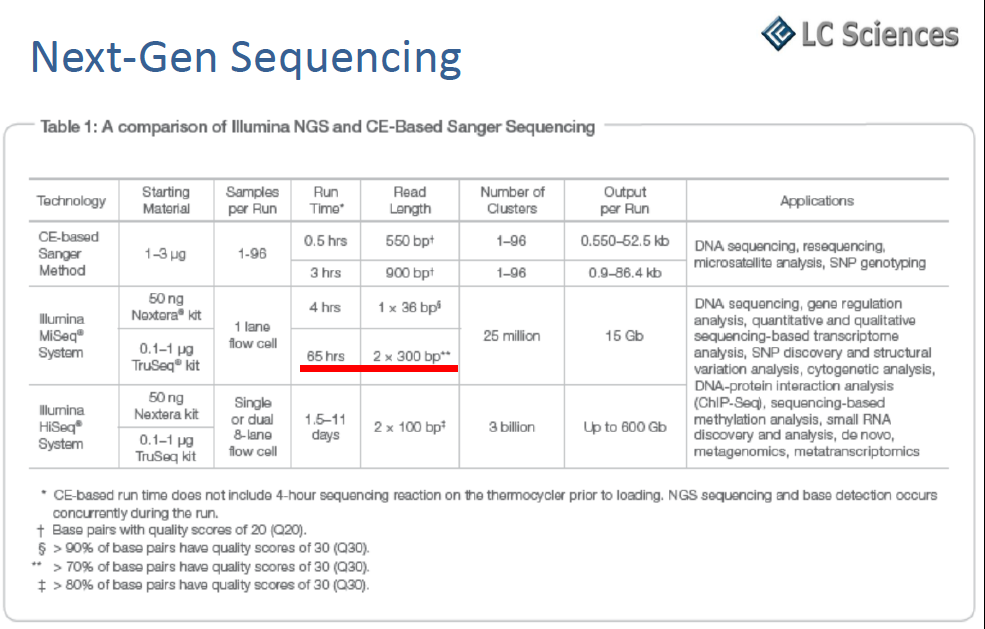 LC Sciences
Next-Gen Sequencing
Table 1: A comparison of Illumina NGS and CE-Based Sanger Sequencing
Technology
Starting
Material
Samples
per Run
Run
Time*
Read
Length
Number of
Clusters
Output
per Run
Applications
CE-based
Sanger
Method
1–3 µg
1-96
0.5 hrs
550 bp†
1–96
0.550–52.5 kb
3 hrs
900 bp†
1–96
0.9–86.4 kb
DNA sequencing, resequencing,
microsatellite analysis, SNP genotyping
Illumina
MiSeq®
System
50 ng
Nextera® kit
0.1–1 µg
TruSeq® kit
1 lane
flow cell
4 hrs
1 x 36 bp§
65 hrs
2 × 300 bp**
25 million
15 Gb
Illumina
HiSeq®
System
50 ng
Nextera kit
0.1–1 µg
TruSeq kit
Single
or dual
8-lane
flow cell
1.5–11
days
2 × 100 bp‡
3 billion
Up to 600 Gb
DNA sequencing, gene regulation
analysis, quantitative and qualitative
sequencing-based transcriptome
analysis, SNP discovery and structural
variation analysis, cytogenetic analysis,
DNA-protein interaction analysis
(ChIP-Seq), sequencing-based
methylation analysis, small RNA
discovery and analysis, de novo,
metagenomics, metatranscriptomics
* CE-based run time does not include 4-hour sequencing reaction on the thermocycler prior to loading. NGS sequencing and base detection occurs
concurrently during the run.
† Base pairs with quality scores of 20 (Q20).
§ > 90% of base pairs have quality scores of 30 (Q30).
** > 70% of base pairs have quality scores of 30 (Q30).
‡ > 80% of base pairs have quality scores of 30 (Q30).